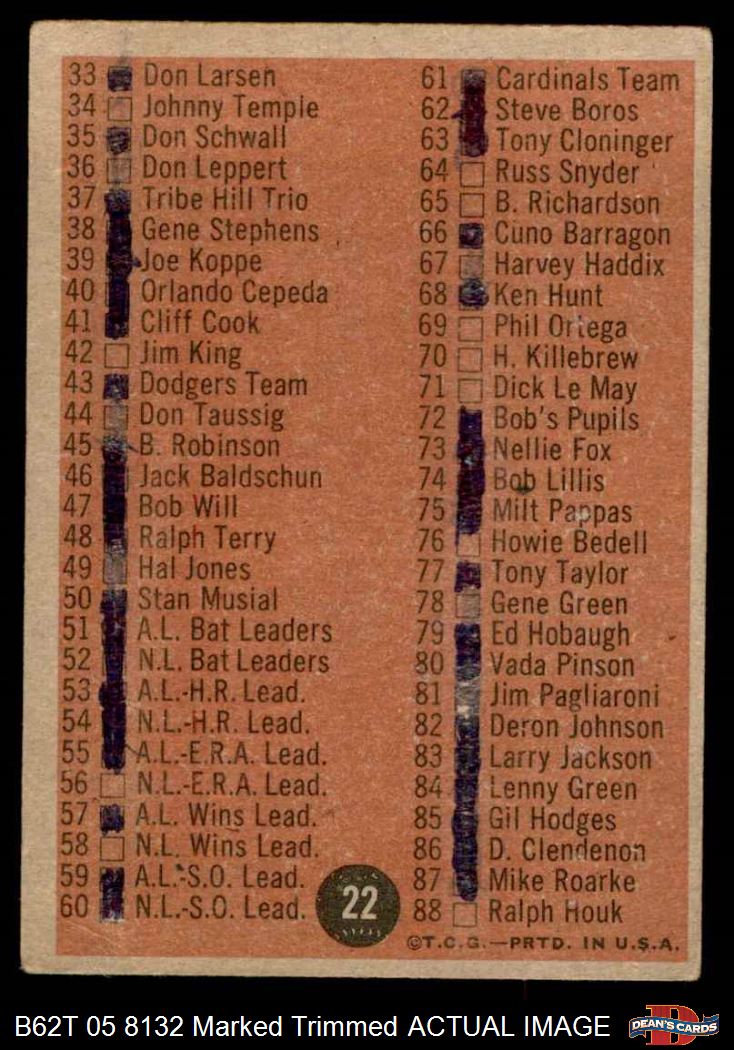 33 Don Larsen
34 Johnny Temple
35 Don Schwall
36 Don Leppert
37 Tribe Hill Trio
38 Gene Stephens
39 Joe Koppe
40 Orlando Cepeda
41 Cliff Cook
42 Jim King
43 Dodgers Team
44 Don Taussig
45 B. Robinson
46 Jack Baldschun
47 Bob Will
48 Ralph Terry
49 Hal Jones
50 Stan Musial
51 A.L. Bat Leaders
52 N.L. Bat Leaders
53 A.L.-H.R. Lead.
54 N.L.-H.R. Lead.
55 A.L.-E.R.A. Lead.
56 N.L.-E.R.A. Lead.
57 A.L. Wins Lead.
58 N.L. Wins Lead.
59 A.L.-S.O. Lead.
60 N.L.-S.O. Lead.
61 Cardinals Team
62 Steve Boros
63 Tony Cloninger
64 Russ Snyder
65 B. Richardson
66 Cuno Barragon
67 Harvey Haddix
68 Ken Hunt
69 Phil Ortega
70 H. Killebrew
71 Dick Le May
72 Bob's Pupils
73 Nellie Fox
74 Bob Lillis
75 Milt Pappas
76 Howie Bedell
77 Tony Taylor
78 Gene Green
79 Ed Hobaugh
80 Vada Pinson
81 Jim Pagliaroni
82 Deron Johnson
83 Larry Jackson
84 Lenny Green
85 Gil Hodges
86 D. Clendenon
87 Mike Roarke
88 Ralph Houk
22
©T.C.G.—PRTD. IN U.S.A.
B62T 05 8132 Marked Trimmed ACTUAL IMAGE
D
DEAN'S CARDS